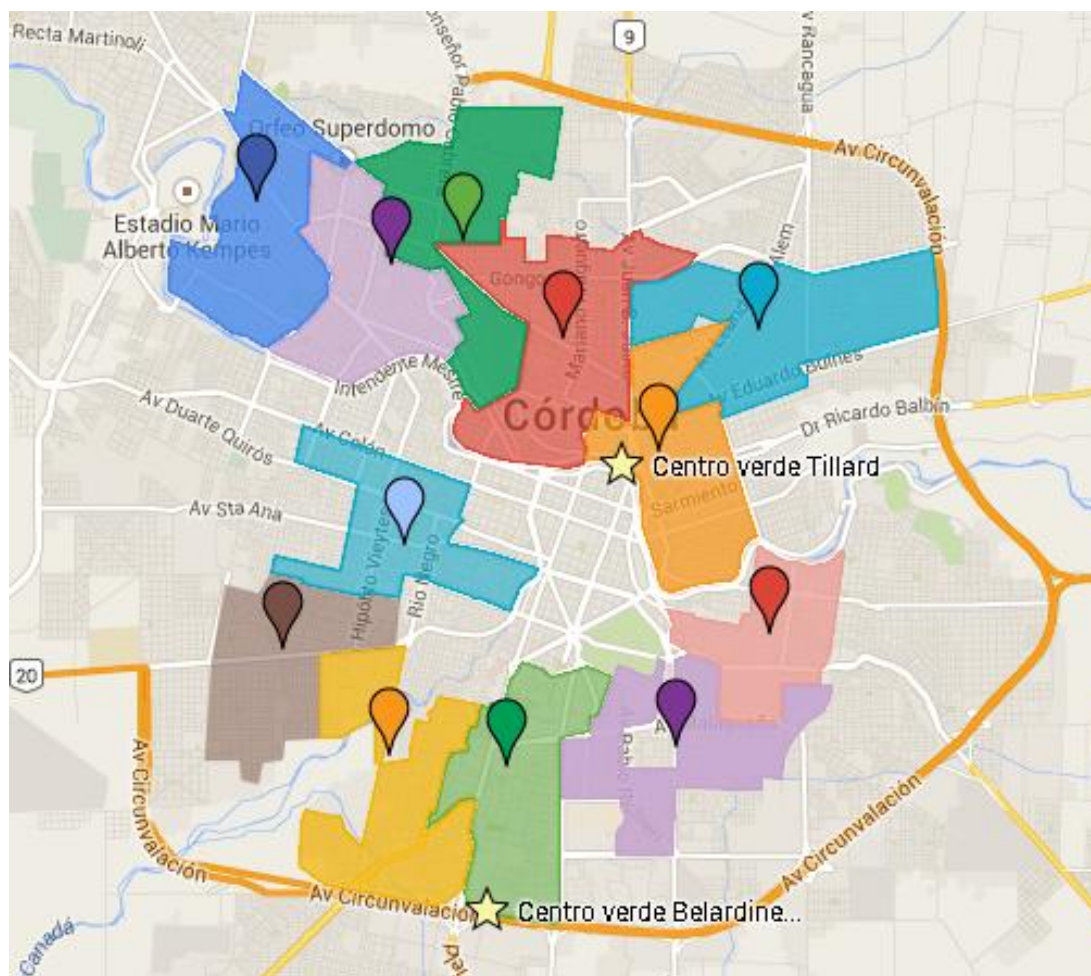 Recta Martinoli
9
Av Rancagua
Orfeo Superdomo
Av Circunvalación
Estadio Mario
Alberto Kempes
Alem
Intendente Mestre
Av Eduardo Bulnes
Av Colón
Av Duarte Quirós
Córdoba
Dr Ricardo Balbín
Centro verde Tillard
Sarmiento
Av Sta Ana
Hipólito Vieytes
Río Negro
20
Av Circunvalación
Av Circunvalación
Av Circunvalación
Centro verde Belardine...
Canadá